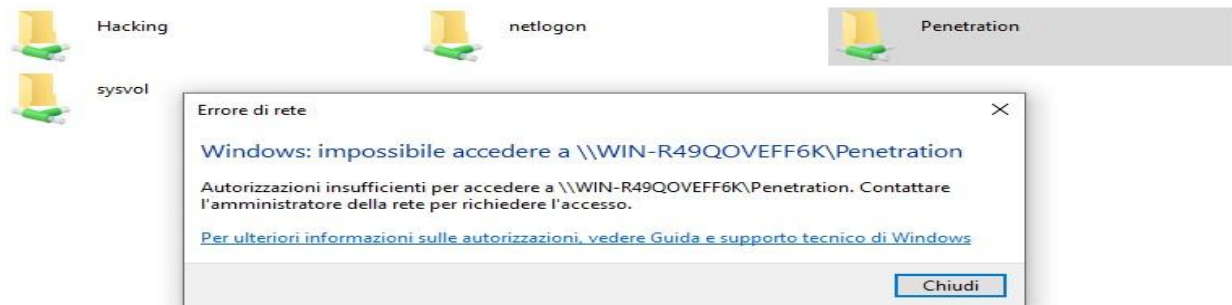 Hacking
netlogon
Penetration
sysvol
Errore di rete
Windows: impossibile accedere a \\WIN-R49QOVEFF6K\Penetration
Autorizzazioni insufficienti per accedere a \\WIN-R49QOVEFF6K\Penetration. Contattare
l'amministratore della rete per richiedere l'accesso.
Per ulteriori informazioni sulle autorizzazioni, vedere Guida e supporto tecnico di Windows
Chiudi